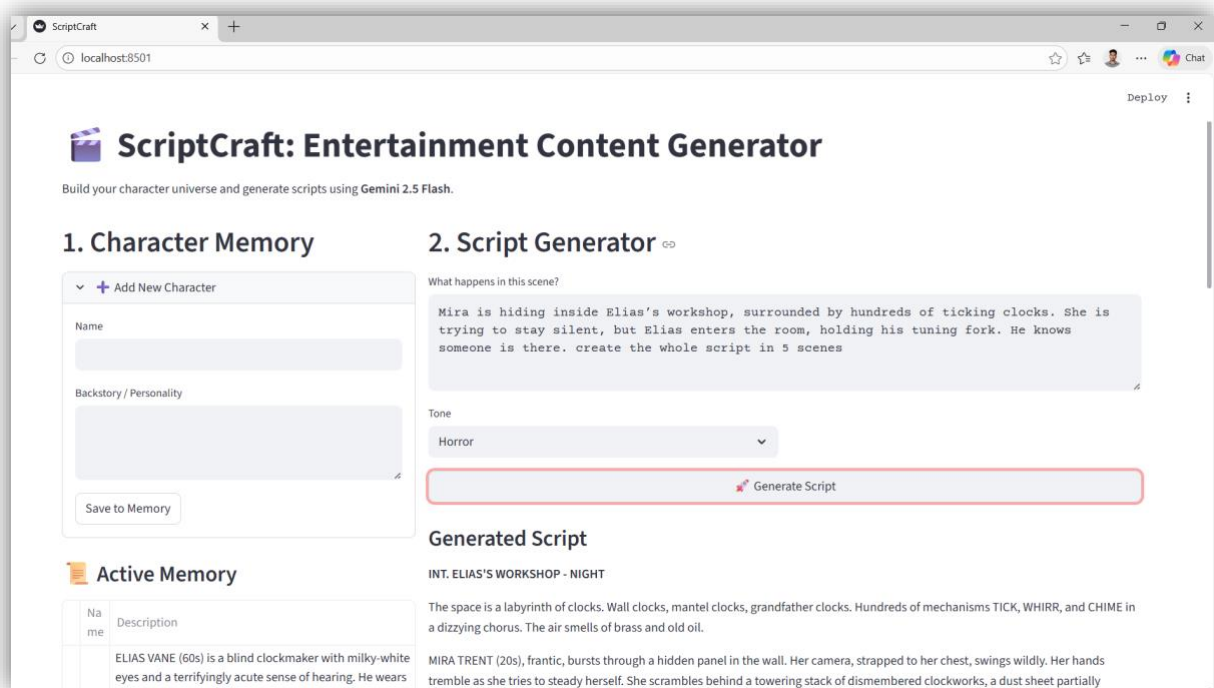 ScriptCraft
localhost:8501
Chat
Deploy
ScriptCraft: Entertainment Content Generator
Build your character universe and generate scripts using Gemini 2.5 Flash.
1. Character Memory
Add New Character
Name
Backstory / Personality
Save to Memory
Active Memory
Na
me
Description
ELIAS VANE (60s) is a blind clockmaker with milky-white
eyes and a terrifyingly acute sense of hearing. He wears
2. Script Generator
What happens in this scene?
Mira is hiding inside Elias's workshop, surrounded by hundreds of ticking clocks. She is
trying to stay silent, but Elias enters the room, holding his tuning fork. He knows
someone is there. create the whole script in 5 scenes
Tone
Horror
Generate Script
Generated Script
INT. ELIAS'S WORKSHOP - NIGHT
The space is a labyrinth of clocks. Wall clocks, mantel clocks, grandfather clocks. Hundreds of mechanisms TICK, WHIRR, and CHIME in
a dizzying chorus. The air smells of brass and old oil.
MIRA TRENT (20s), frantic, bursts through a hidden panel in the wall. Her camera, strapped to her chest, swings wildly. Her hands
tremble as she tries to steady herself. She scrambles behind a towering stack of dismembered clockworks, a dust sheet partially